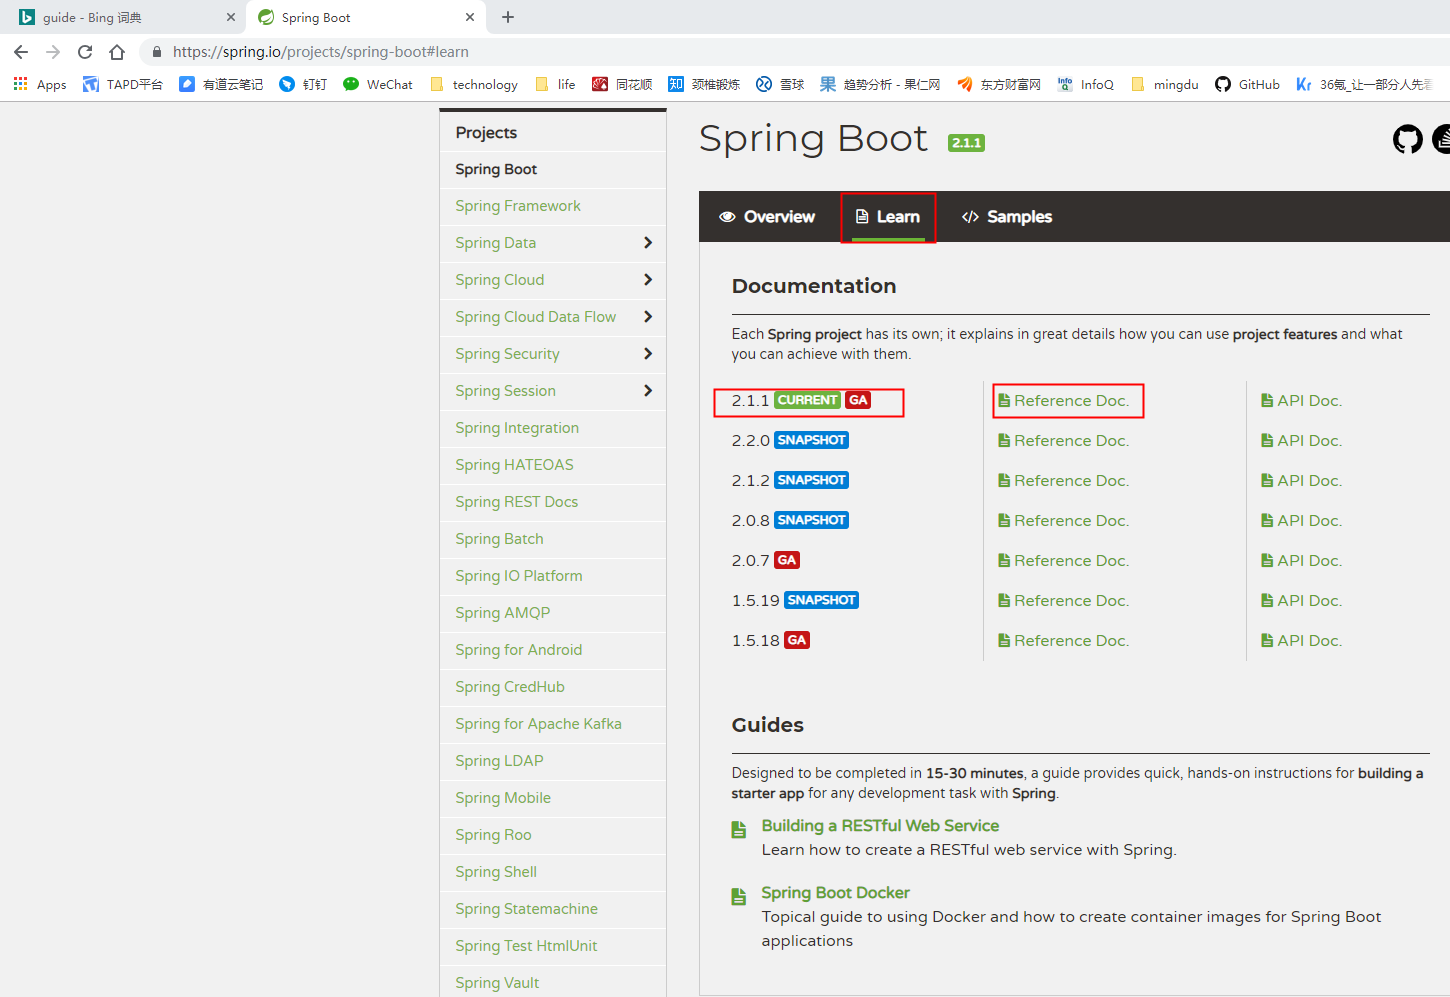 guide - Bing 词典
Spring Boot
https://spring.io/projects/spring-boot#learn
Apps TAPD平台 有道云笔记 钉钉 WeChat technology life 同花顺 知 颈椎锻炼 雪球 果 趋势分析 - 果仁网 东方财富网 Info Q InfoQ mingdu GitHub Kr 36氪_让一部分人先看
Projects
Spring Boot
Spring Framework
Spring Data
Spring Cloud
Spring Cloud Data Flow
Spring Security
Spring Session
Spring Integration
Spring HATEOAS
Spring REST Docs
Spring Batch
Spring IO Platform
Spring AMQP
Spring for Android
Spring CredHub
Spring for Apache Kafka
Spring LDAP
Spring Mobile
Spring Roo
Spring Shell
Spring Statemachine
Spring Test HtmlUnit
Spring Vault
Spring Boot 2.1.1
Overview Learn </> Samples
Documentation
Each Spring project has its own; it explains in great details how you can use project features and what
you can achieve with them.
2.1.1 CURRENT GA Reference Doc. API Doc.
2.2.0 SNAPSHOT Reference Doc. API Doc.
2.1.2 SNAPSHOT Reference Doc. API Doc.
2.0.8 SNAPSHOT Reference Doc. API Doc.
2.0.7 GA Reference Doc. API Doc.
1.5.19 SNAPSHOT Reference Doc. API Doc.
1.5.18 GA Reference Doc. API Doc.
Guides
Designed to be completed in 15-30 minutes, a guide provides quick, hands-on instructions for building a
starter app for any development task with Spring.
Building a RESTful Web Service
Learn how to create a RESTful web service with Spring.
Spring Boot Docker
Topical guide to using Docker and how to create container images for Spring Boot
applications